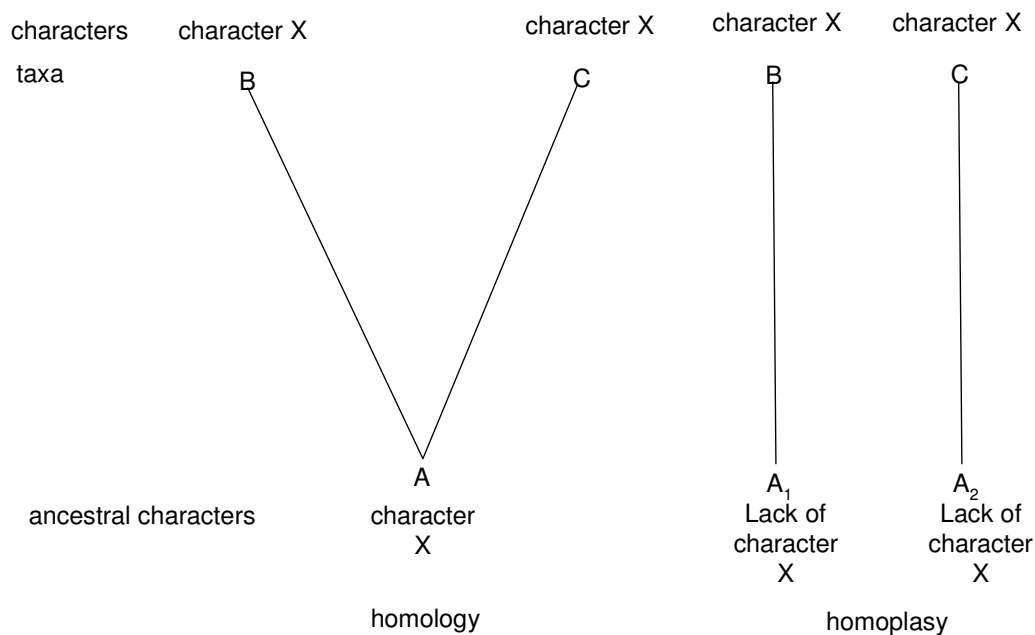 characters character X character X character X character X
taxa B C B C
A A₁ A₂
ancestral characters character Lack of Lack of
X character character
X X
homology homoplasy